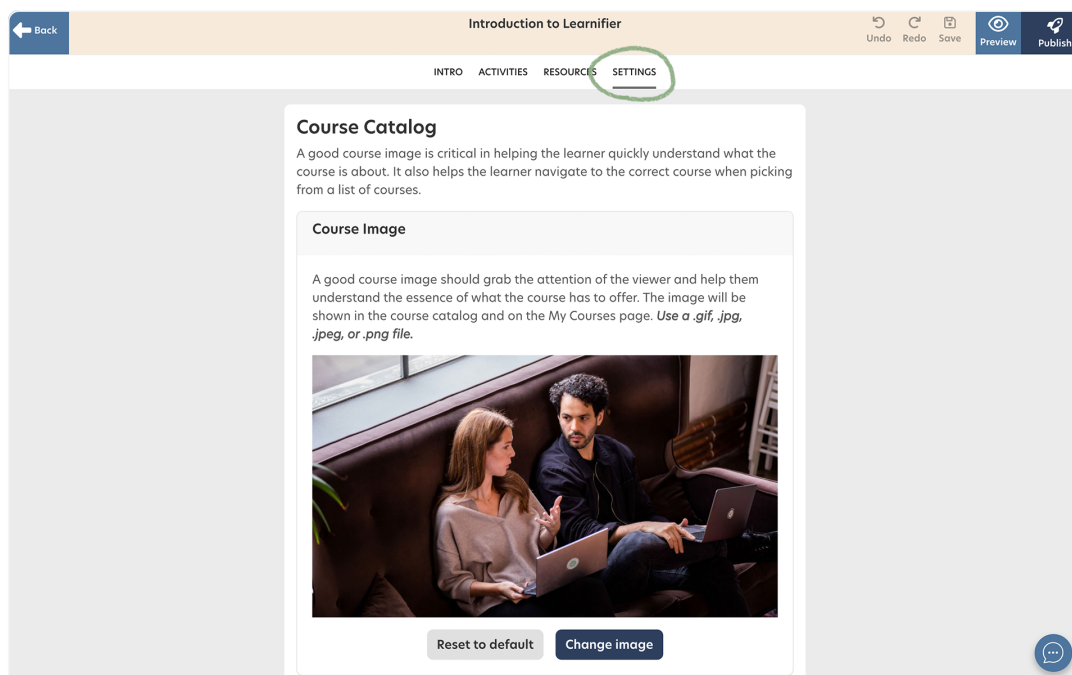 Back
Introduction to Learnifier
Undo
Redo
Save
Preview
Publish
INTRO
ACTIVITIES
RESOURCES
SETTINGS
Course Catalog
A good course image is critical in helping the learner quickly understand what the
course is about. It also helps the learner navigate to the correct course when picking
from a list of courses.
Course Image
A good course image should grab the attention of the viewer and help them
understand the essence of what the course has to offer. The image will be
shown in the course catalog and on the My Courses page. Use a .gif, .jpg,
.jpeg, or .png file.
Reset to default
Change image